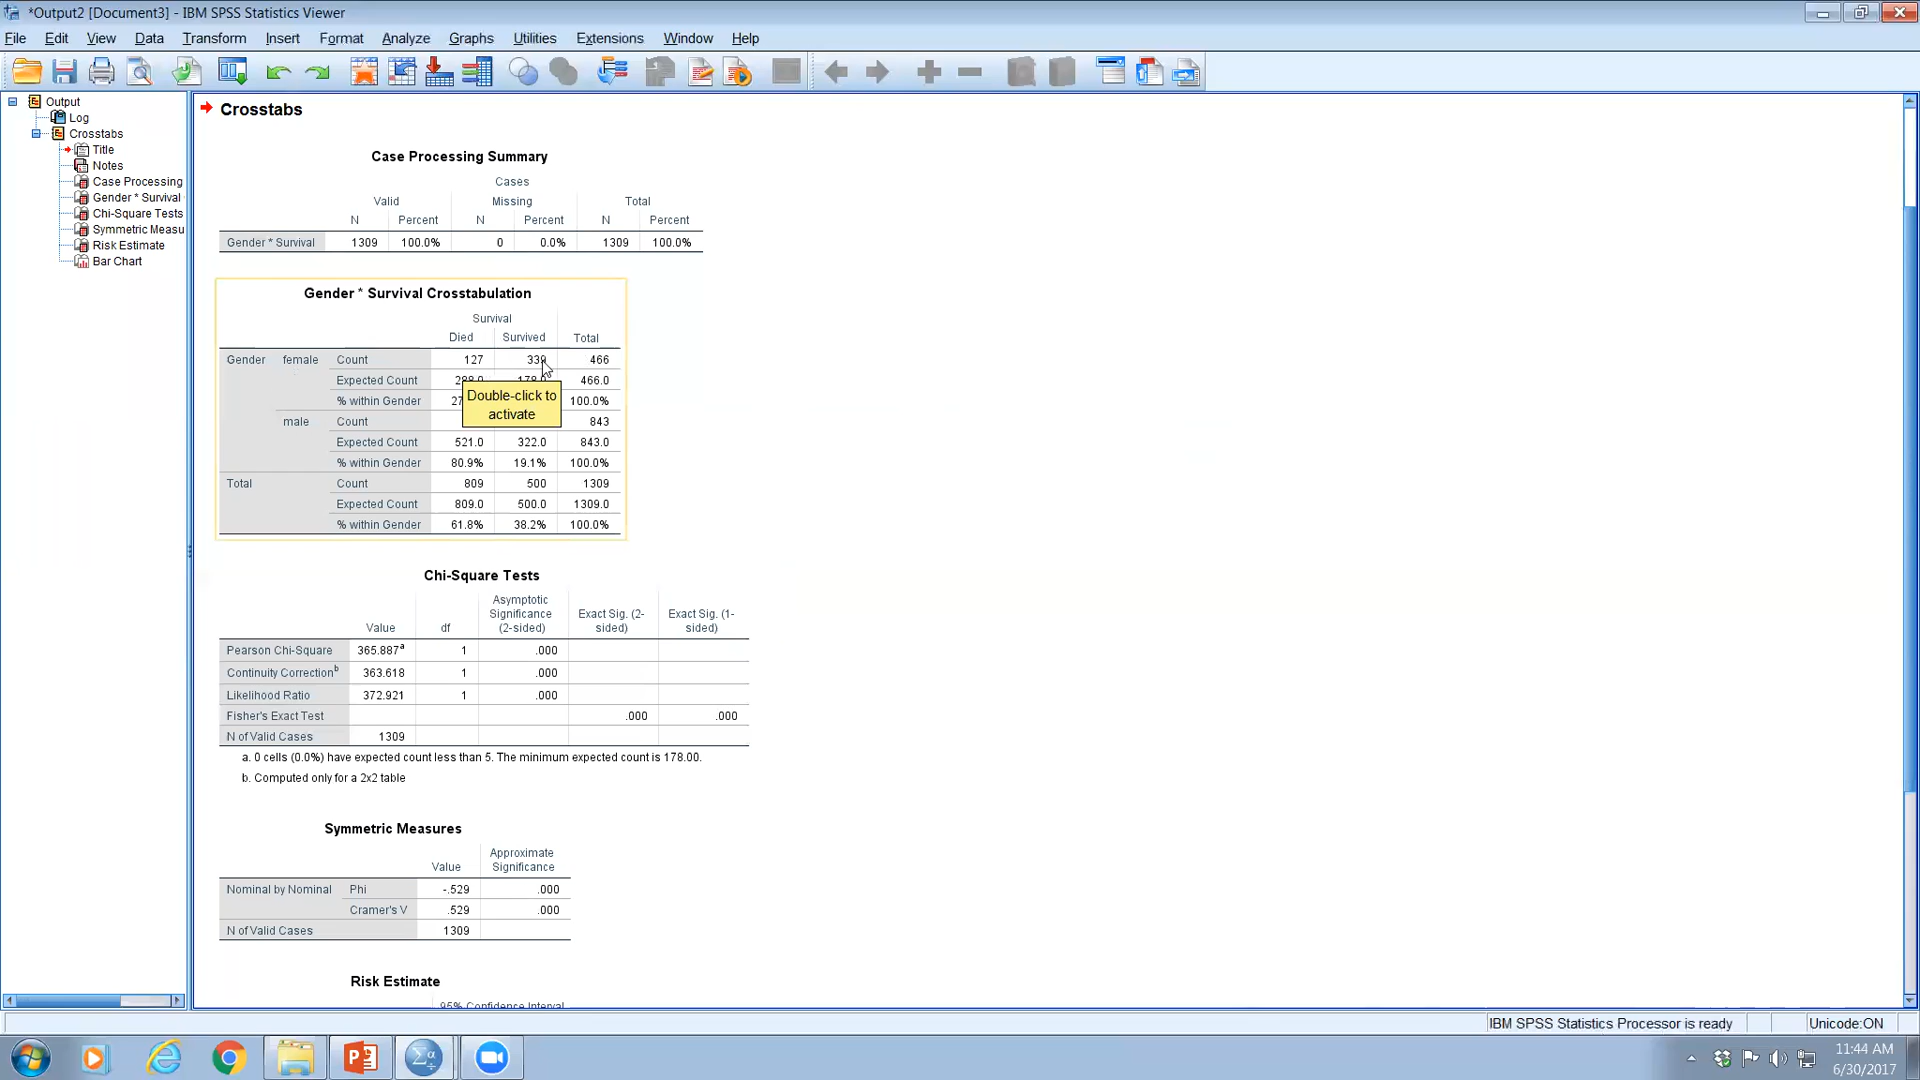 *Output2 [Document3] - IBM SPSS Statistics Viewer
File Edit View Data Transform Insert Format Analyze Graphs Utilities Extensions Window Help
Output
Log
Crosstabs
Title
Notes
Case Processing
Gender * Survival
Chi-Square Tests
Symmetric Measu
Risk Estimate
Bar Chart
Crosstabs
Case Processing Summary
Cases
Valid Missing Total
N Percent N Percent N Percent
Gender * Survival 1309 100.0% 0 0.0% 1309 100.0%
Gender * Survival Crosstabulation
Survival
Died Survived Total
Gender female Count 127 339 466
Expected Count 288.0 178.0 466.0
% within Gender 27 100.0%
Double-click to
activate
male Count 843
Expected Count 521.0 322.0 843.0
% within Gender 80.9% 19.1% 100.0%
Total Count 809 500 1309
Expected Count 809.0 500.0 1309.0
% within Gender 61.8% 38.2% 100.0%
Chi-Square Tests
Value df Asymptotic Significance (2-sided) Exact Sig. (2-sided) Exact Sig. (1-sided)
Pearson Chi-Square 365.887a 1 .000
Continuity Correctionb 363.618 1 .000
Likelihood Ratio 372.921 1 .000
Fisher's Exact Test .000 .000
N of Valid Cases 1309
a. 0 cells (0.0%) have expected count less than 5. The minimum expected count is 178.00.
b. Computed only for a 2x2 table
Symmetric Measures
Value Approximate Significance
Nominal by Nominal Phi -.529 .000
Cramer's V .529 .000
N of Valid Cases 1309
Risk Estimate
95% Confidence Interval
IBM SPSS Statistics Processor is ready Unicode:ON
11:44 AM
6/30/2017